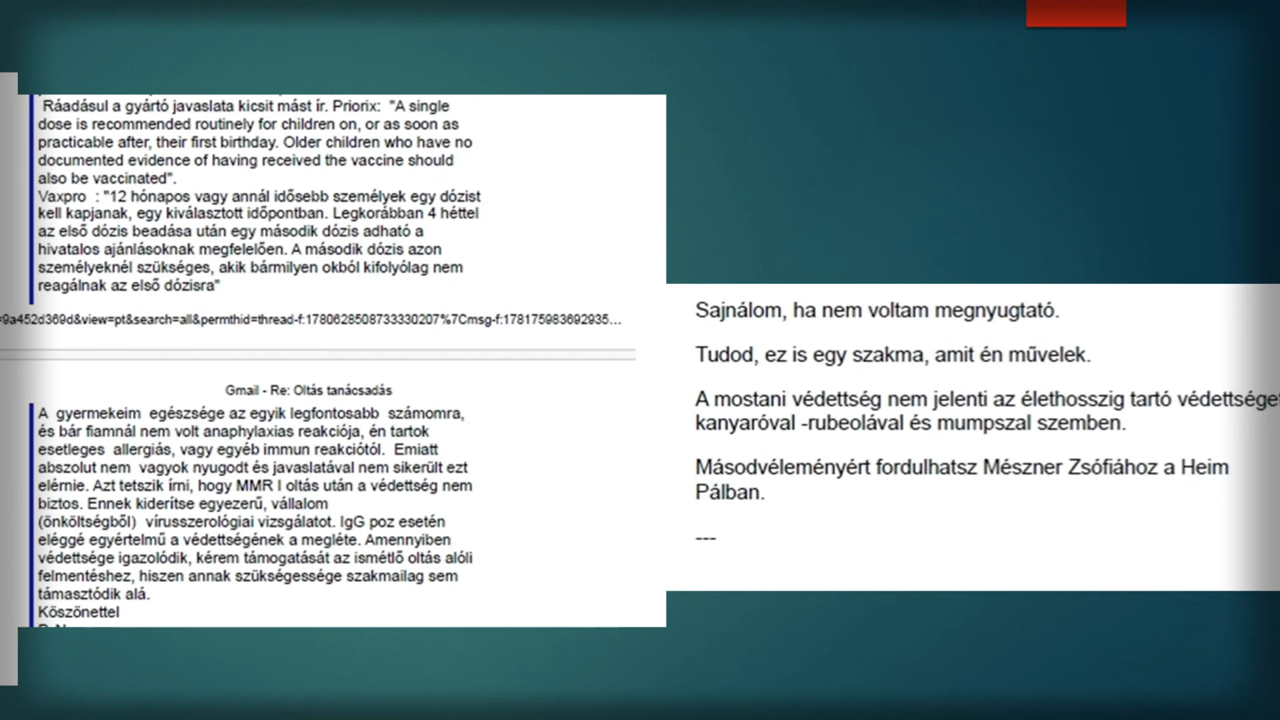 Ráadásul a gyártó javaslata kicsit mást ír. Priorix: "A single
dose is recommended routinely for children on, or as soon as
practicable after, their first birthday. Older children who have no
documented evidence of having received the vaccine should
also be vaccinated".
Vaxpro : "12 hónapos vagy annál idősebb személyek egy dózist
kell kapjanak, egy kiválasztott időpontban. Legkorábban 4 héttel
az első dózis beadása után egy második dózis adható a
hivatalos ajánlásoknak megfelelően. A második dózis azon
személyeknél szükséges, akik bármilyen okból kifolyólag nem
reagálnak az első dózisra"
=9a452d369d&view=pt&search=all&permthid=thread-f:1780628508733330207%7Cmsg-f:178175983692935...
Gmail - Re: Oltás tanácsadás
A gyermekeim egészsége az egyik legfontosabb számomra,
és bár fiamnál nem volt anaphylaxias reakciója, én tartok
esetleges allergiás, vagy egyéb immun reakciótól. Emiatt
abszolut nem vagyok nyugodt és javaslatával nem sikerült ezt
elérnie. Azt tetszik írni, hogy MMR I oltás után a védettség nem
biztos. Ennek kiderítse egyezerű, vállalom
(önköltségből) vírusszerológiai vizsgálatot. IgG poz esetén
eléggé egyértelmű a védettségének a megléte. Amennyiben
védettsége igazolódik, kérem támogatását az ismétlő oltás alóli
felmentéshez, hiszen annak szükségessége szakmailag sem
támasztódik alá.
Köszönettel
Sajnálom, ha nem voltam megnyugtató.
Tudod, ez is egy szakma, amit én művelek.
A mostani védettség nem jelenti az élethosszig tartó védettséget
kanyaróval -rubeolával és mumpszal szemben.
Másodvéleményért fordulhatsz Mészner Zsófiához a Heim
Pálban.
---